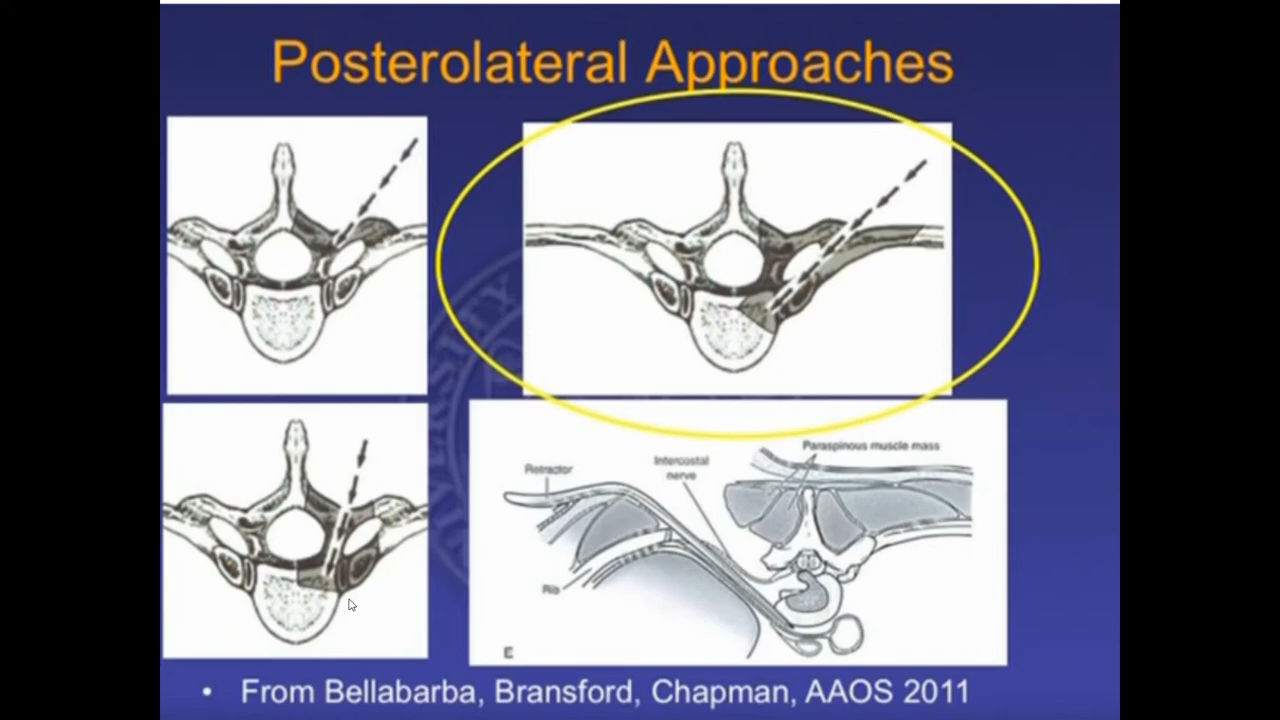 Posterolateral Approaches
Paraspinous muscle mass
Intercostal
nerve
Retractor
Rib
E
• From Bellabarba, Bransford, Chapman, AAOS 2011